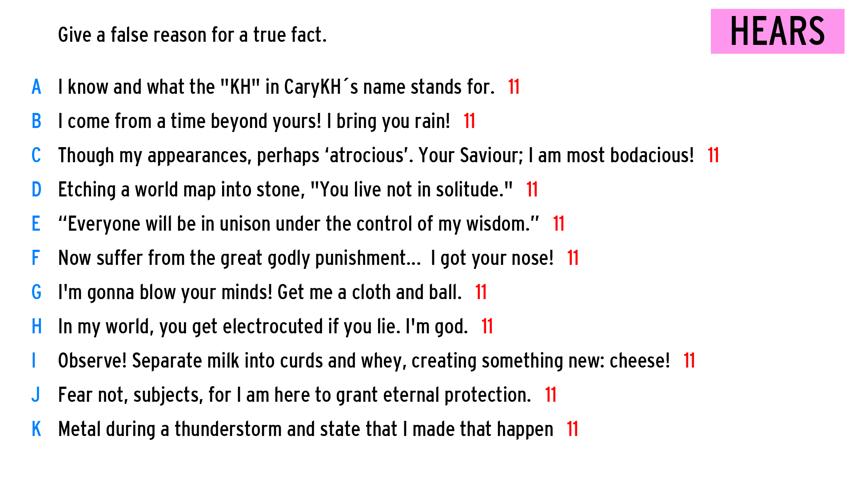 Give a false reason for a true fact.
HEARS
A I know and what the "KH" in CaryKH´s name stands for. 11
B I come from a time beyond yours! I bring you rain! 11
C Though my appearances, perhaps ‘atrocious’. Your Saviour; I am most bodacious! 11
D Etching a world map into stone, "You live not in solitude." 11
E “Everyone will be in unison under the control of my wisdom.” 11
F Now suffer from the great godly punishment... I got your nose! 11
G I'm gonna blow your minds! Get me a cloth and ball. 11
H In my world, you get electrocuted if you lie. I'm god. 11
I Observe! Separate milk into curds and whey, creating something new: cheese! 11
J Fear not, subjects, for I am here to grant eternal protection. 11
K Metal during a thunderstorm and state that I made that happen 11